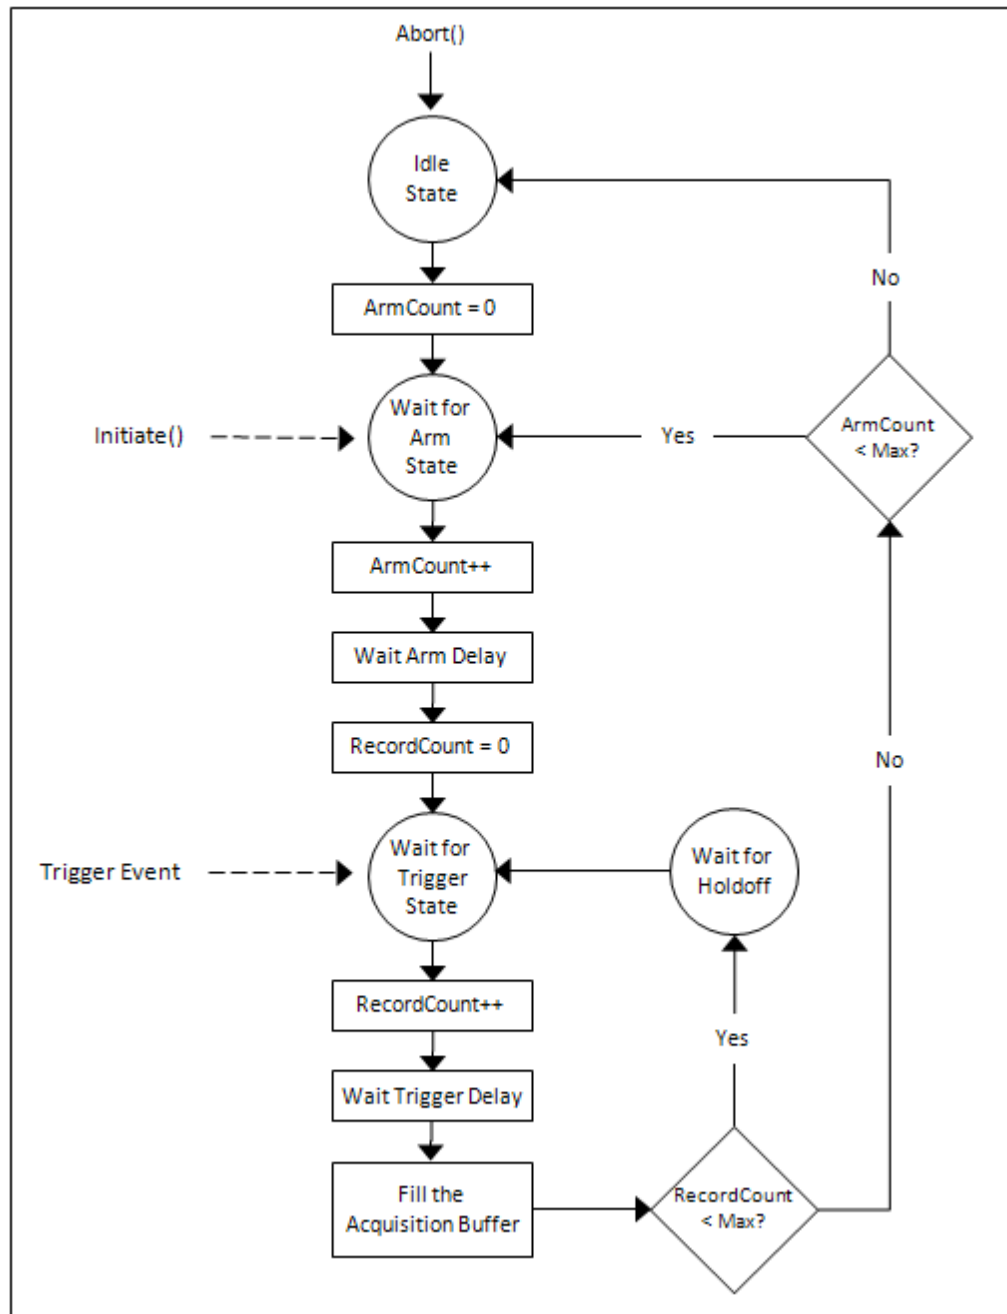 Abort()
Idle
State
No
ArmCount = 0
Wait for
Arm
State
Initiate()
Yes
ArmCount
< Max?
ArmCount++
Wait Arm Delay
RecordCount = 0
No
Wait for
Trigger
State
Trigger Event
Wait for
Holdoff
RecordCount++
Yes
Wait Trigger Delay
Fill the
Acquisition Buffer
RecordCount
< Max?